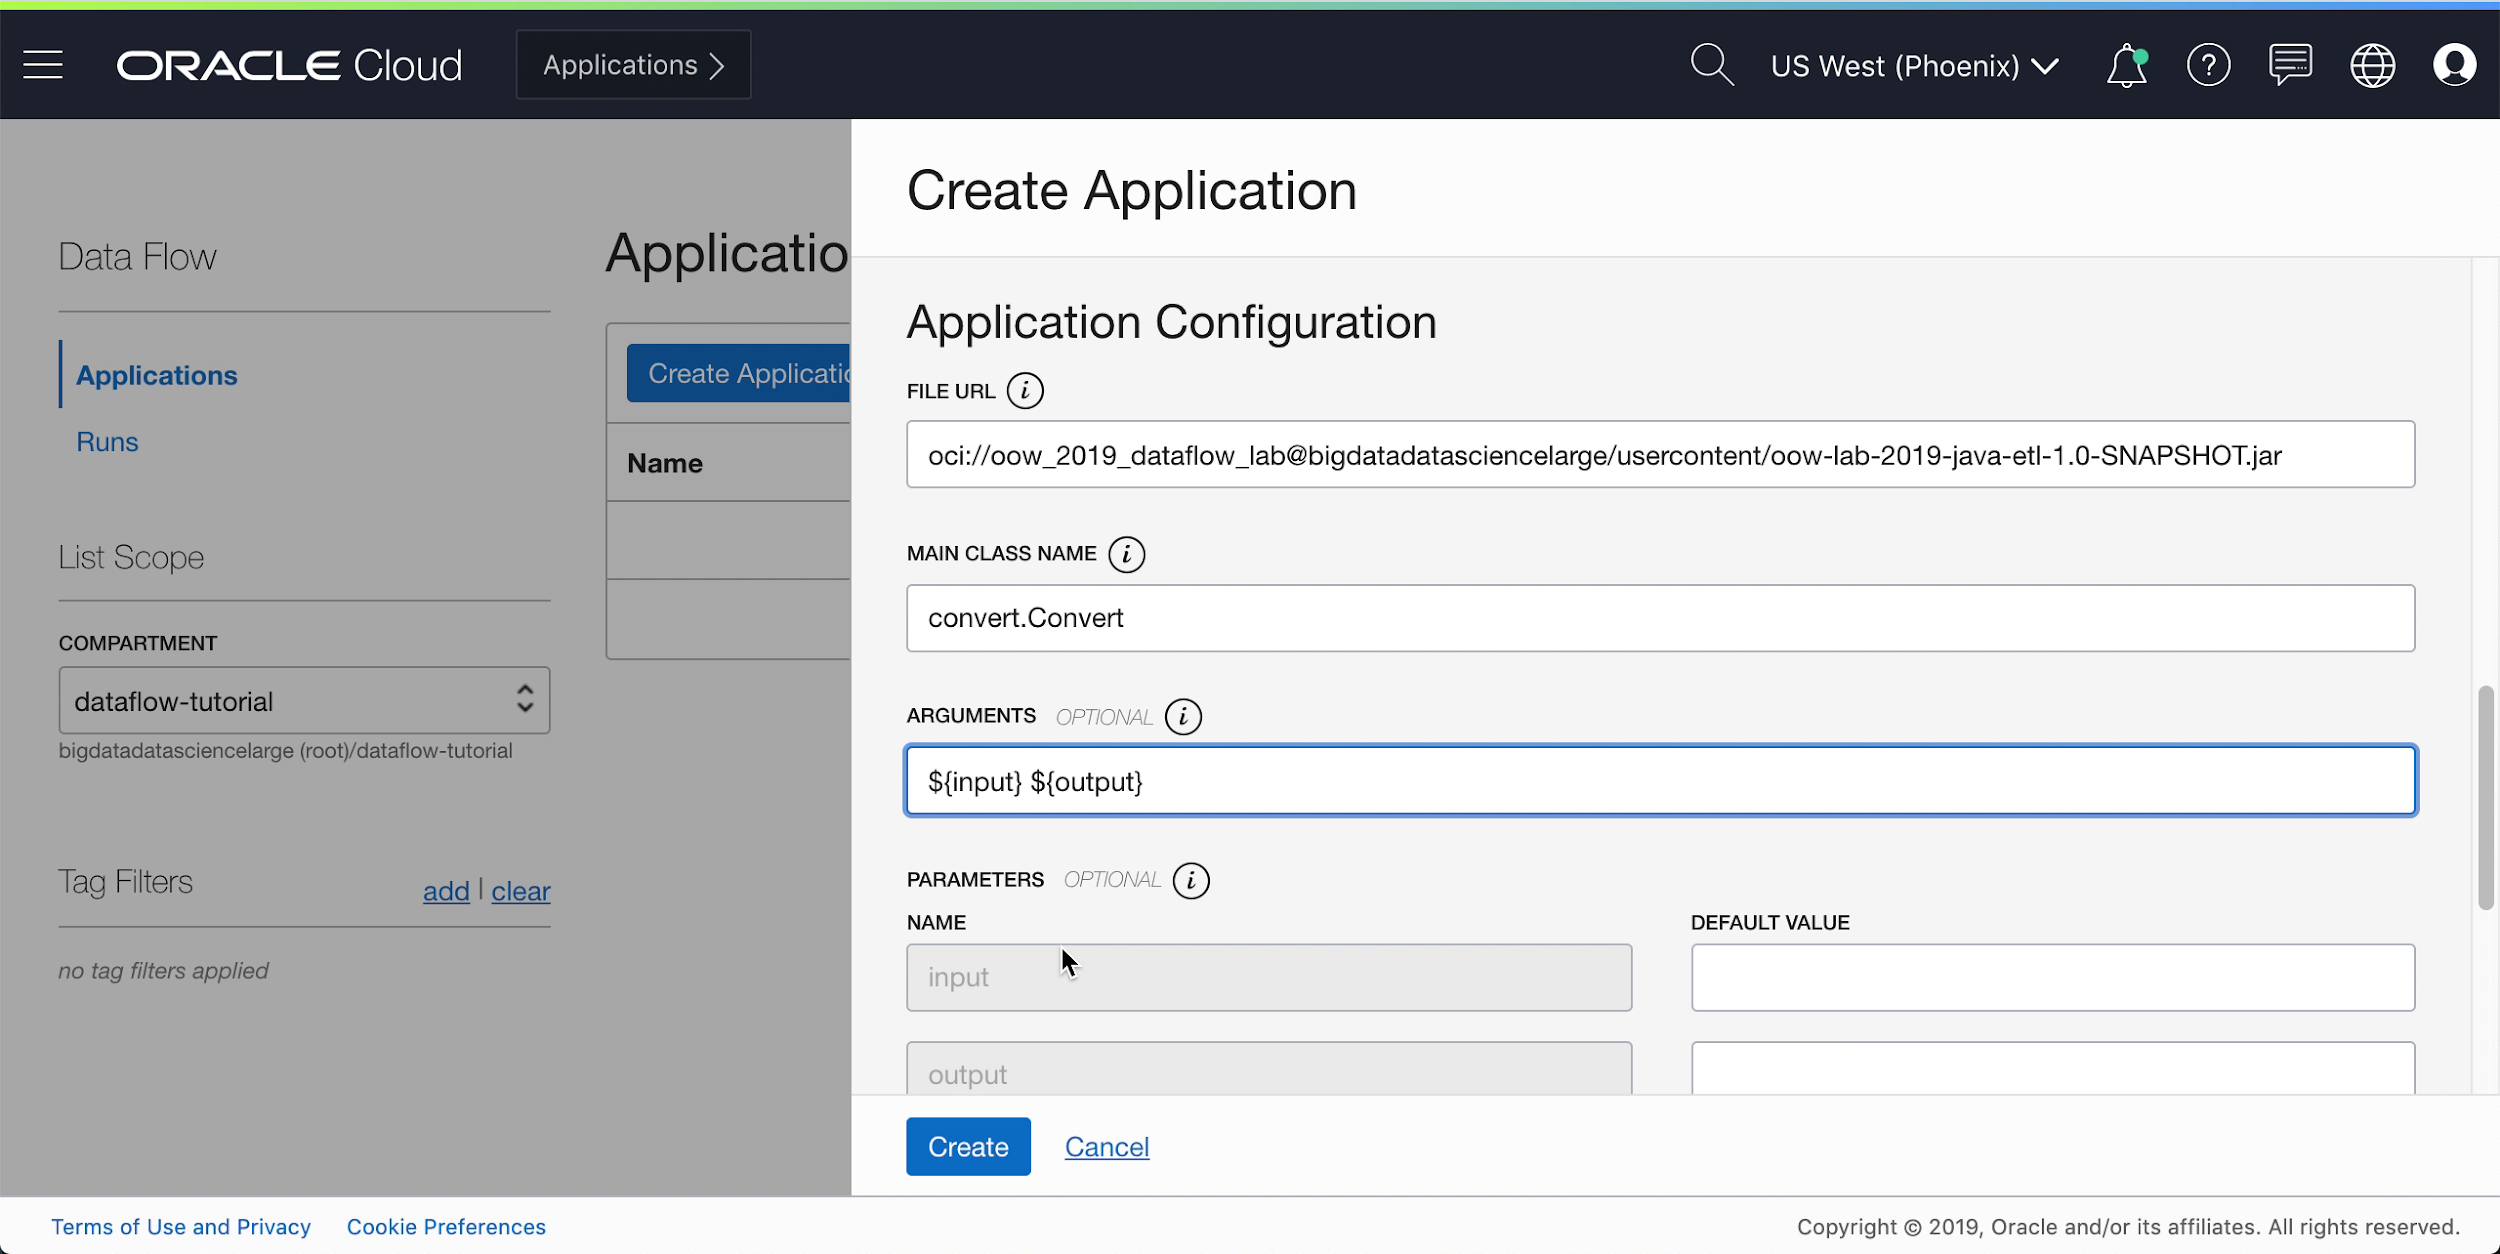 ORACLE Cloud
Applications
US West (Phoenix)
Data Flow
Applications
Runs
List Scope
COMPARTMENT
dataflow-tutorial
bigdatadatasciencelarge (root)/dataflow-tutorial
Tag Filters
add | clear
no tag filters applied
Applicatio
Create Applicatio
Name
Create Application
Application Configuration
FILE URL i
oci://oow_2019_dataflow_lab@bigdatadatasciencelarge/usercontent/oow-lab-2019-java-etl-1.0-SNAPSHOT.jar
MAIN CLASS NAME i
convert.Convert
ARGUMENTS OPTIONAL i
${input} ${output}
PARAMETERS OPTIONAL i
NAME DEFAULT VALUE
input
output
Create Cancel
Terms of Use and Privacy Cookie Preferences
Copyright © 2019, Oracle and/or its affiliates. All rights reserved.